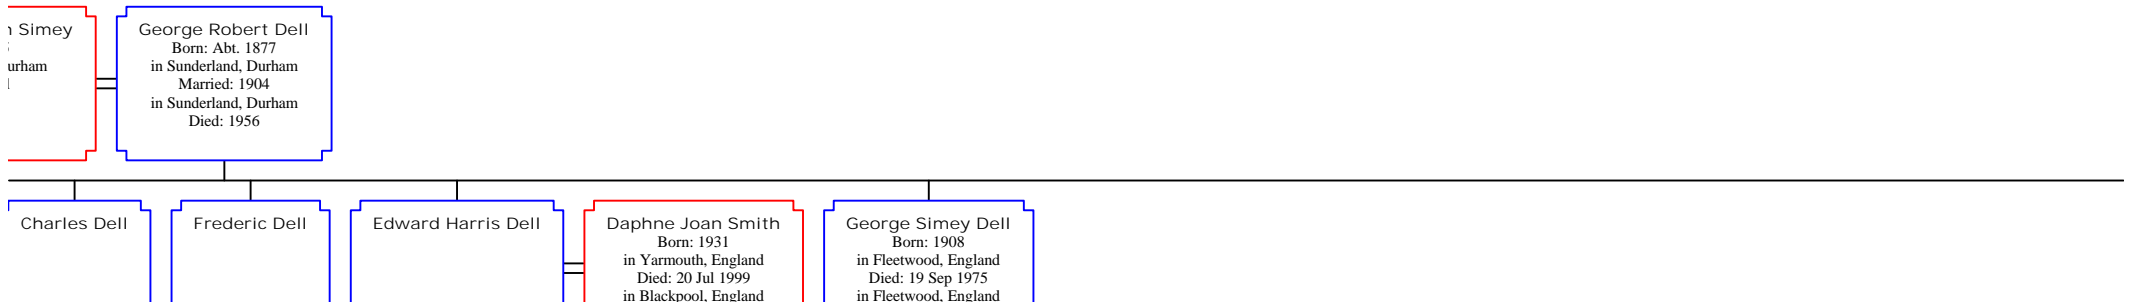 Simey
George Robert Dell
Born: Abt. 1877
in Sunderland, Durham
Married: 1904
in Sunderland, Durham
Died: 1956
Charles Dell
Frederic Dell
Edward Harris Dell
Daphne Joan Smith
Born: 1931
in Yarmouth, England
Died: 20 Jul 1999
in Blackpool, England
George Simey Dell
Born: 1908
in Fleetwood, England
Died: 19 Sep 1975
in Fleetwood, England